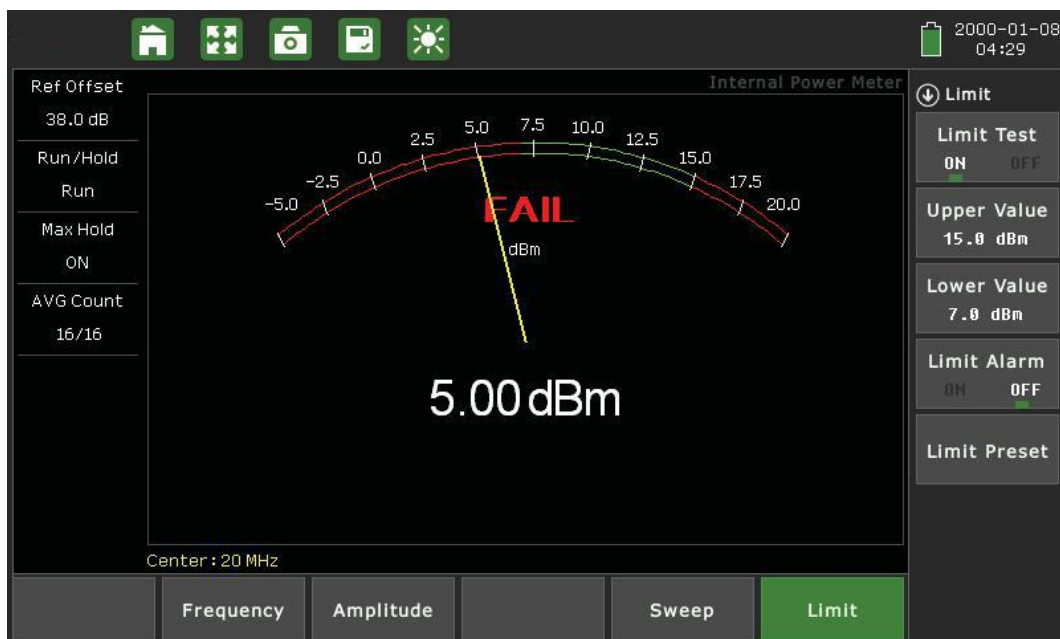 2000-01-08
04:29
Ref Offset
38.0 dB
Run/Hold
Run
Max Hold
ON
AVG Count
16/16
Internal Power Meter
-5.0
-2.5
0.0
2.5
5.0
7.5
10.0
12.5
15.0
17.5
20.0
FAIL
dBm
5.00 dBm
Center: 20 MHz
Limit
Limit Test
ON OFF
Upper Value
15.0 dBm
Lower Value
7.0 dBm
Limit Alarm
ON OFF
Limit Preset
Frequency
Amplitude
Sweep
Limit